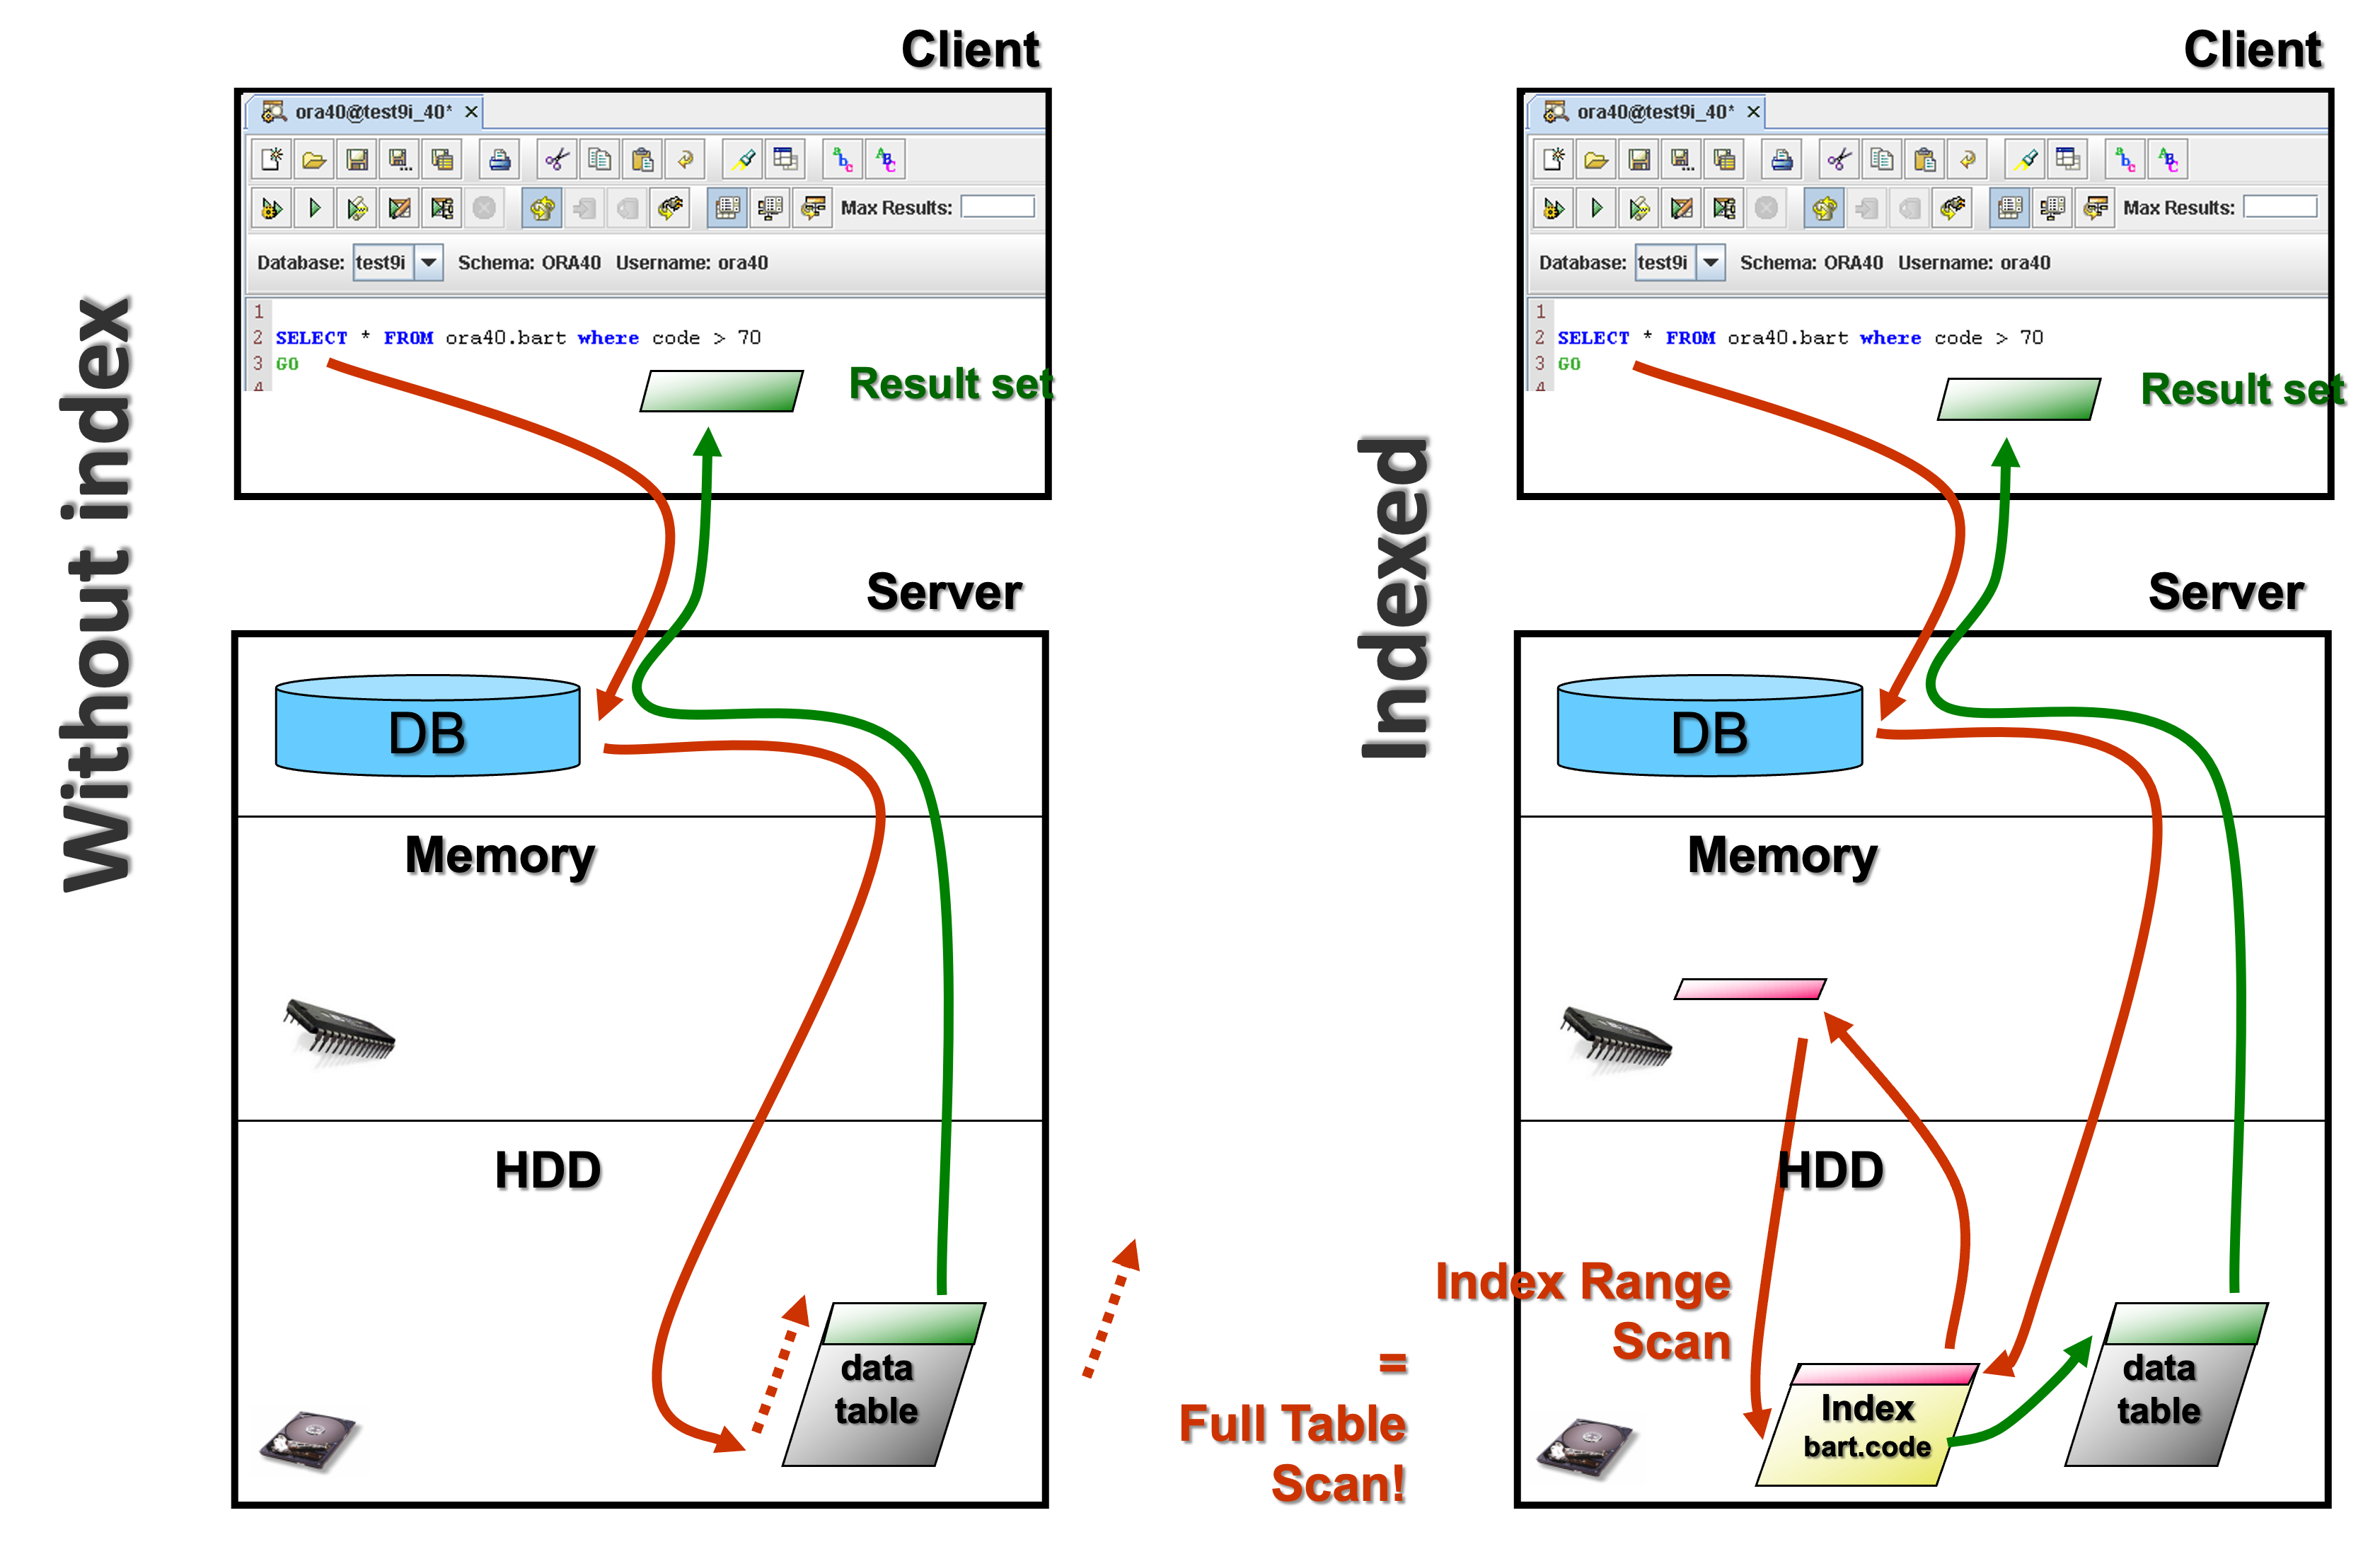 Without index
Client
ora40@test9i_40*
Max Results:
Database: test9i Schema: ORA40 Username: ora40
1
2 SELECT * FROM ora40.bart where code > 70
3 GO
4
Result set
Server
DB
Memory
HDD
data
table
=
Full Table
Scan!
Indexed
Client
ora40@test9i_40*
Max Results:
Database: test9i Schema: ORA40 Username: ora40
1
2 SELECT * FROM ora40.bart where code > 70
3 GO
4
Result set
Server
DB
Memory
HDD
Index Range
Scan
Index
bart.code
data
table